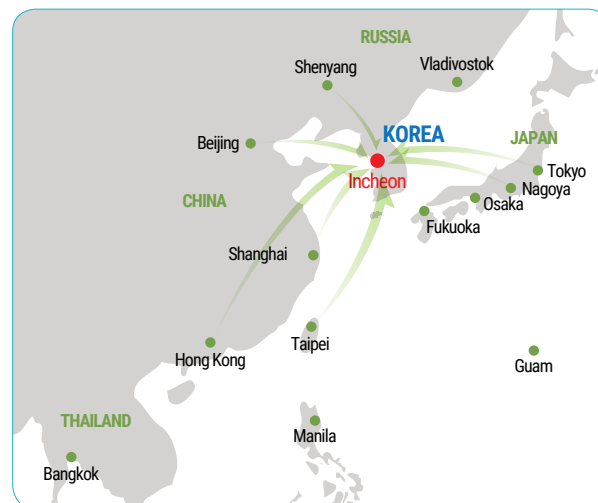 RUSSIA
Shenyang
Vladivostok
KOREA
Beijing
JAPAN
Incheon
Tokyo
Nagoya
CHINA
Osaka
Fukuoka
Shanghai
Taipei
Hong Kong
Guam
THAILAND
Manila
Bangkok